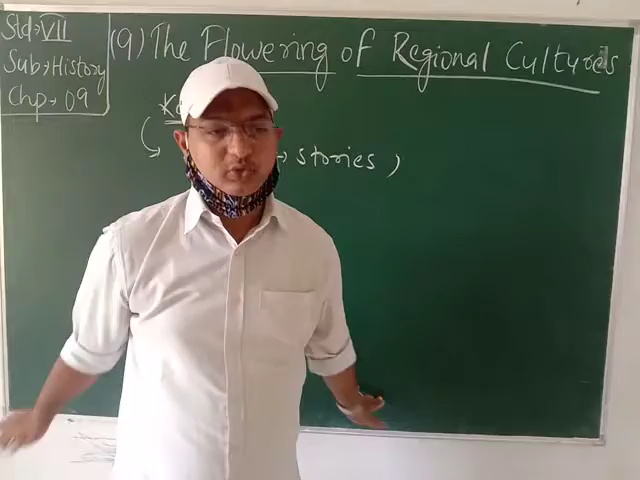 Std→VII
Sub→History
Chp→09
(9) The Flowering of Regional Cultures
→ stories,